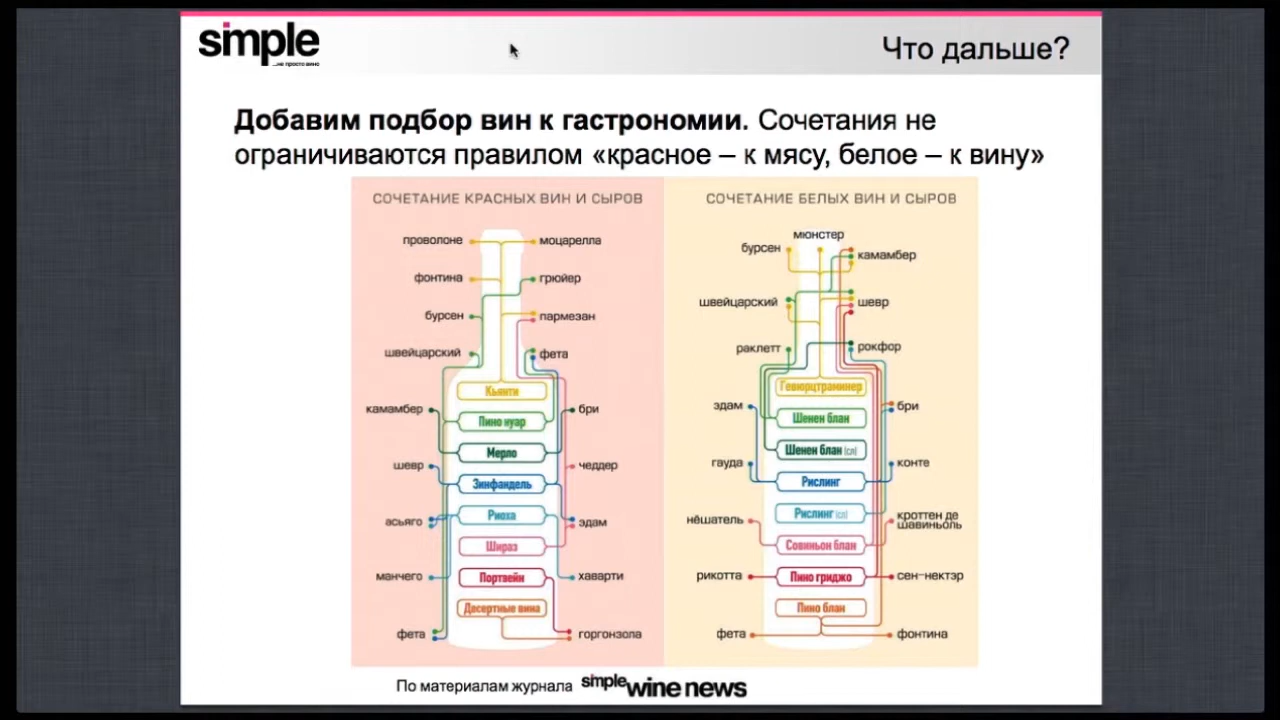 simple
...не просто вино
Что дальше?
Добавим подбор вин к гастрономии. Сочетания не
ограничиваются правилом «красное – к мясу, белое – к вину»
СОЧЕТАНИЕ КРАСНЫХ ВИН И СЫРОВ
проволоне
моцарелла
фонтина
грюйер
бурсен
пармезан
швейцарский
фета
Кьянти
камамбер
бри
Пино нуар
Мерло
шевр
чеддер
Зинфандель
Риоха
асьяго
эдам
Шираз
манчего
Портвейн
хаварти
Десертные вина
фета
горгонзола
СОЧЕТАНИЕ БЕЛЫХ ВИН И СЫРОВ
мюнстер
бурсен
камамбер
швейцарский
шевр
раклетт
рокфор
Гевюрцтраминер
эдам
бри
Шенен блан
Шенен блан (сл)
гауда
конте
Рислинг
Рислинг (сл)
нёшатель
кроттен де
шавиньоль
Совиньон блан
рикотта
Пино гриджо
сен-нектэр
Пино блан
фета
фонтина
По материалам журнала simple wine news